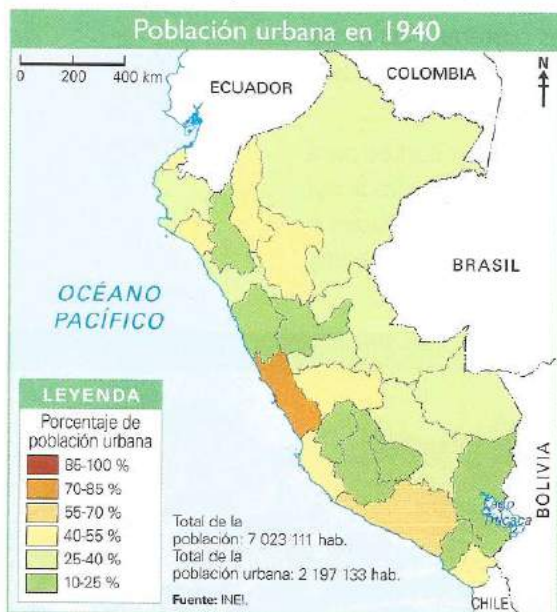 Población urbana en 1940
0 200 400 km
N
ECUADOR
COLOMBIA
BRASIL
OCÉANO
PACÍFICO
BOLIVIA
Lago
Titicaca
LEYENDA
Porcentaje de
población urbana
85-100 %
70-85 %
55-70 %
40-55 %
25-40 %
10-25 %
Total de la
población: 7 023 111 hab.
Total de la
población urbana: 2 197 133 hab.
Fuente: INEI.
CHILE